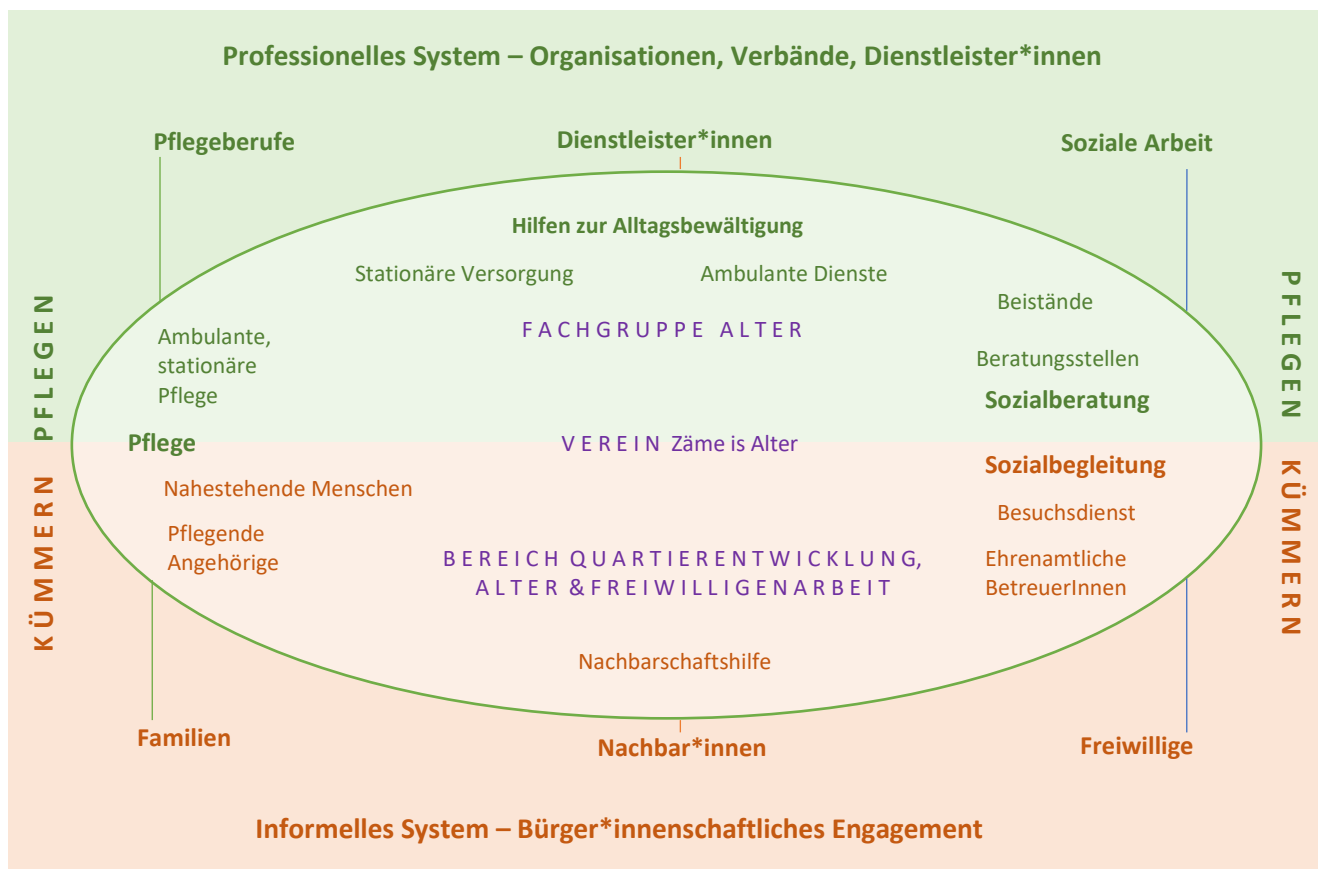 Professionelles System – Organisationen, Verbände, Dienstleister*innen
Pflegeberufe
Dienstleister*innen
Soziale Arbeit
Hilfen zur Alltagsbewältigung
Stationäre Versorgung
Ambulante Dienste
Beistände
FACHGRUPPE ALTER
Ambulante,
stationäre
Pflege
Beratungsstellen
Sozialberatung
PFLEGEN
PFLEGEN
Pflege
VEREIN Zäme is Alter
Sozialbegleitung
Nahestehende Menschen
Besuchsdienst
Pflegende
Angehörige
BEREICH QUARTIERENTWICKLUNG,
ALTER &FREIWILLIGENARBEIT
Ehrenamtliche
BetreuerInnen
KÜMMERN
KÜMMERN
Nachbarschaftshilfe
Familien
Nachbar*innen
Freiwillige
Informelles System – Bürger*innenschaftliches Engagement